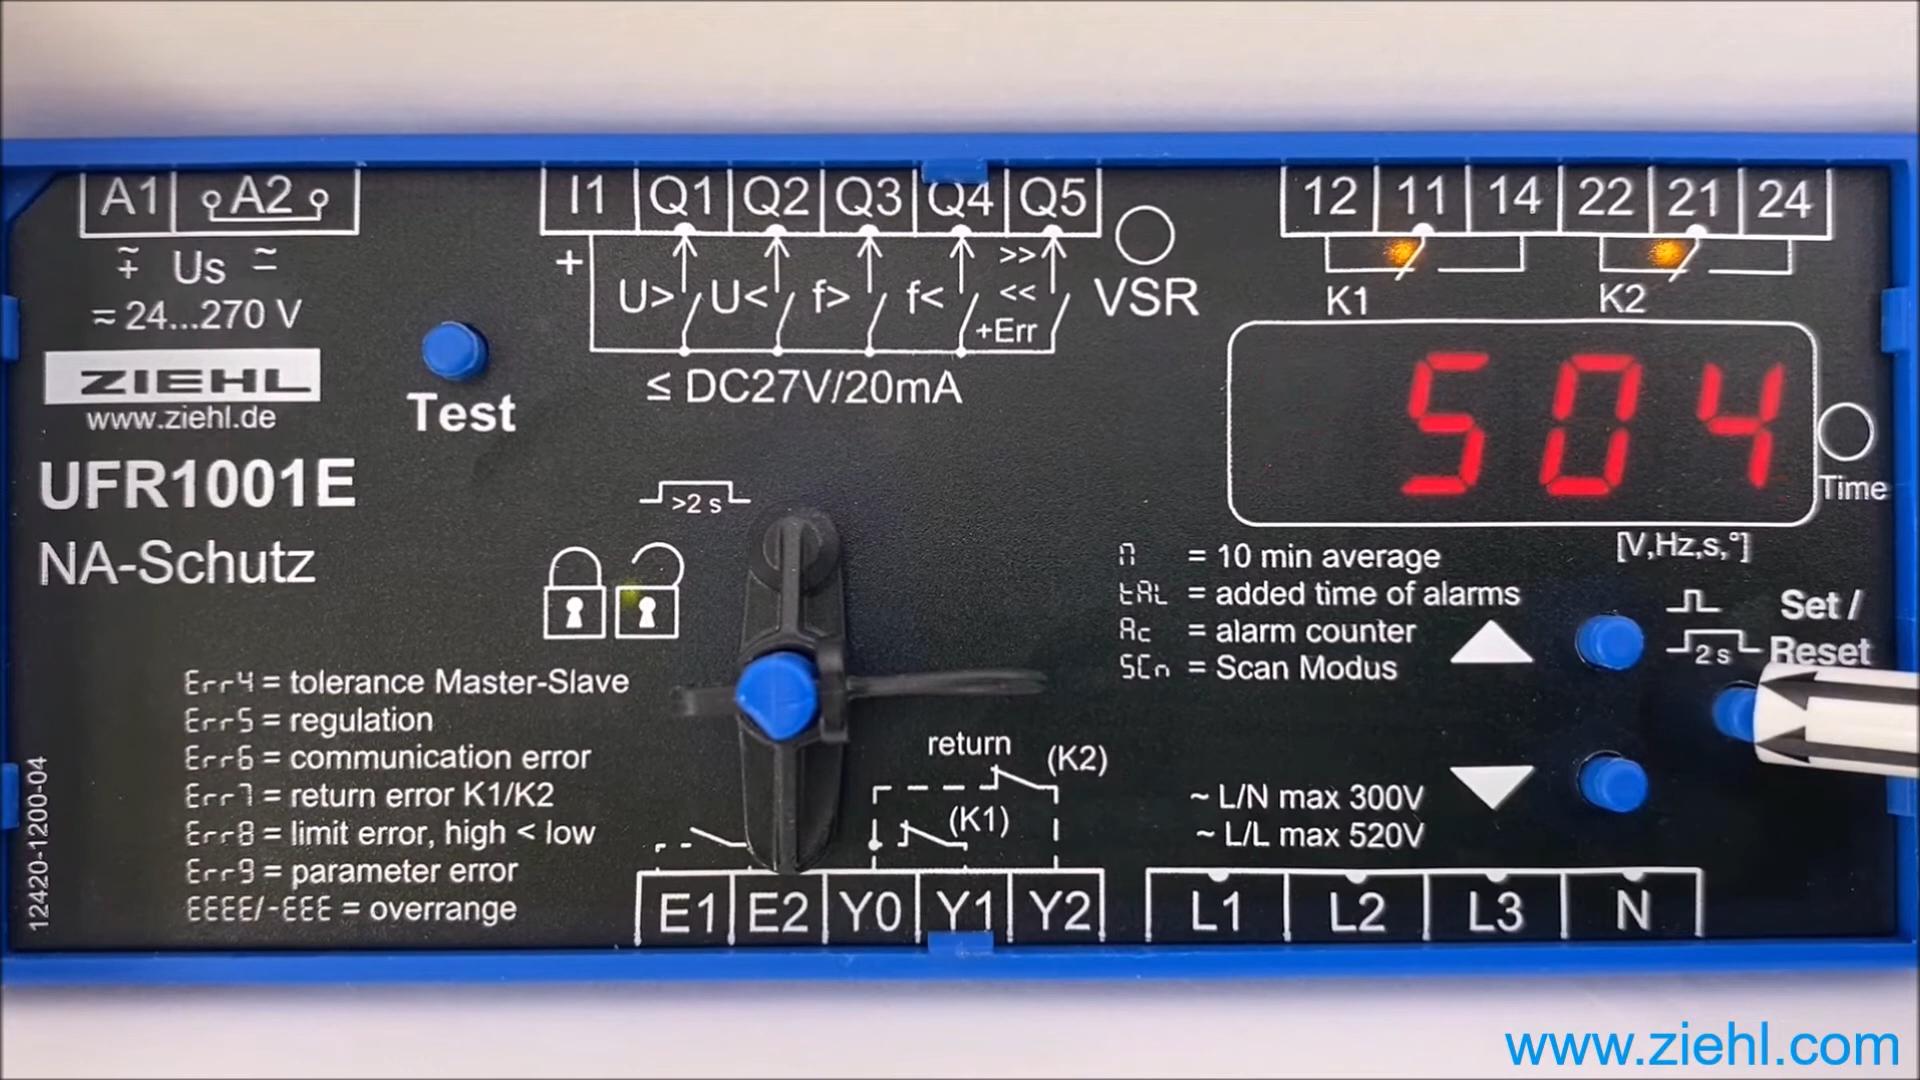 A1 A2
I1 Q1 Q2 Q3 Q4 Q5
12 11 14 22 21 24
+ Us
24...270 V
+
U> U< f> f< >> << +Err
VSR
K1 K2
ZIEHL
www.ziehl.de
Test
≤ DC27V/20mA
504
Time
[V,Hz,s,°]
UFR1001E
NA-Schutz
>2 s
n = 10 min average
tAL = added time of alarms
Ac = alarm counter
SCn = Scan Modus
Set /
Reset
2 s
Err4 = tolerance Master-Slave
Err5 = regulation
Err6 = communication error
Err7 = return error K1/K2
Err8 = limit error, high < low
Err9 = parameter error
EEEE/-EEE = overrange
12420-1200-04
return (K2)
(K1)
~ L/N max 300V
~ L/L max 520V
E1 E2 Y0 Y1 Y2
L1 L2 L3 N
www.ziehl.com